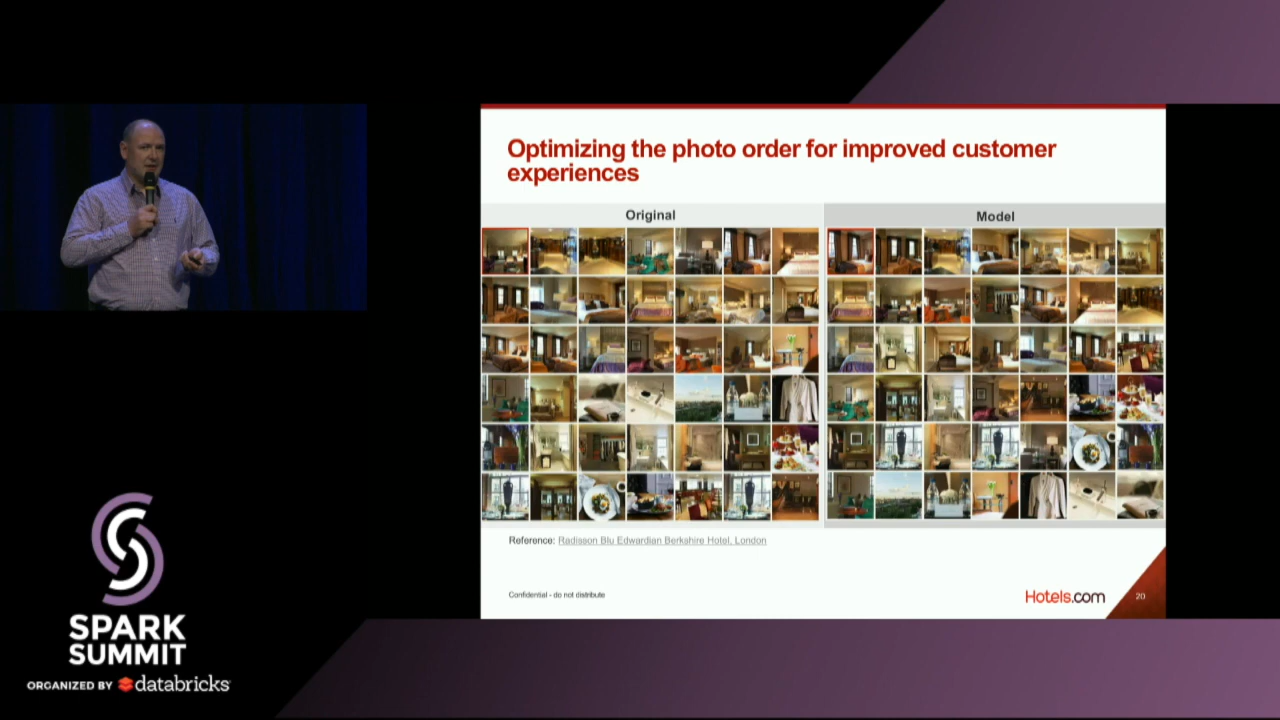 Optimizing the photo order for improved customer
experiences
Original
Model
Reference: Radisson Blu Edwardian Berkshire Hotel, London
Confidential - do not distribute
Hotels.com
20
SPARK
SUMMIT
ORGANIZED BY databricks